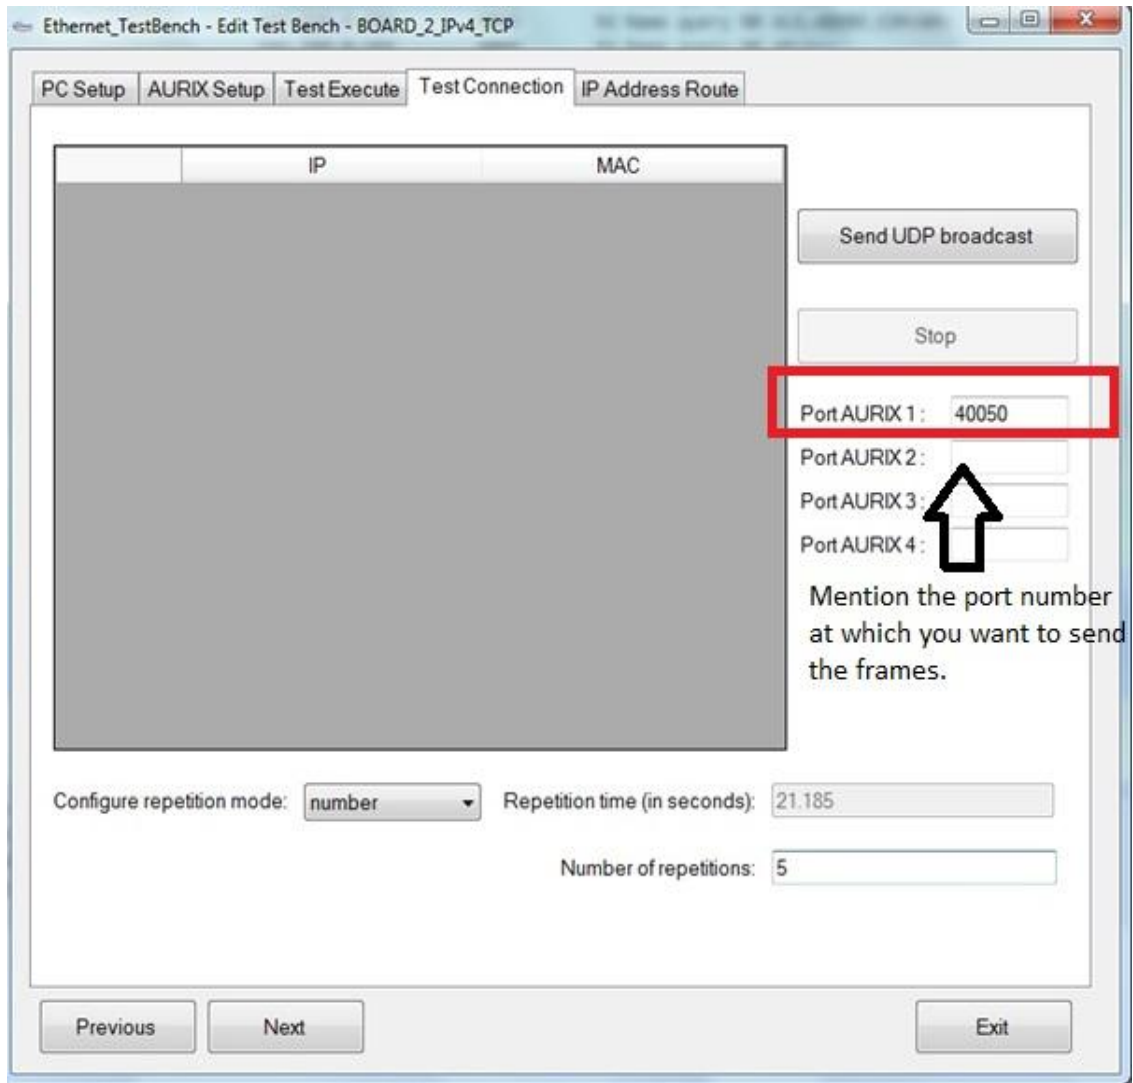 Ethernet_TestBench - Edit Test Bench - BOARD_2_IPv4_TCP
PC Setup AURIX Setup Test Execute Test Connection IP Address Route
IP MAC
Send UDP broadcast
Stop
Port AURIX 1 : 40050
Port AURIX 2 :
Port AURIX 3 :
Port AURIX 4 :
Mention the port number
at which you want to send
the frames.
Configure repetition mode: number Repetition time (in seconds): 21.185
Number of repetitions: 5
Previous Next Exit